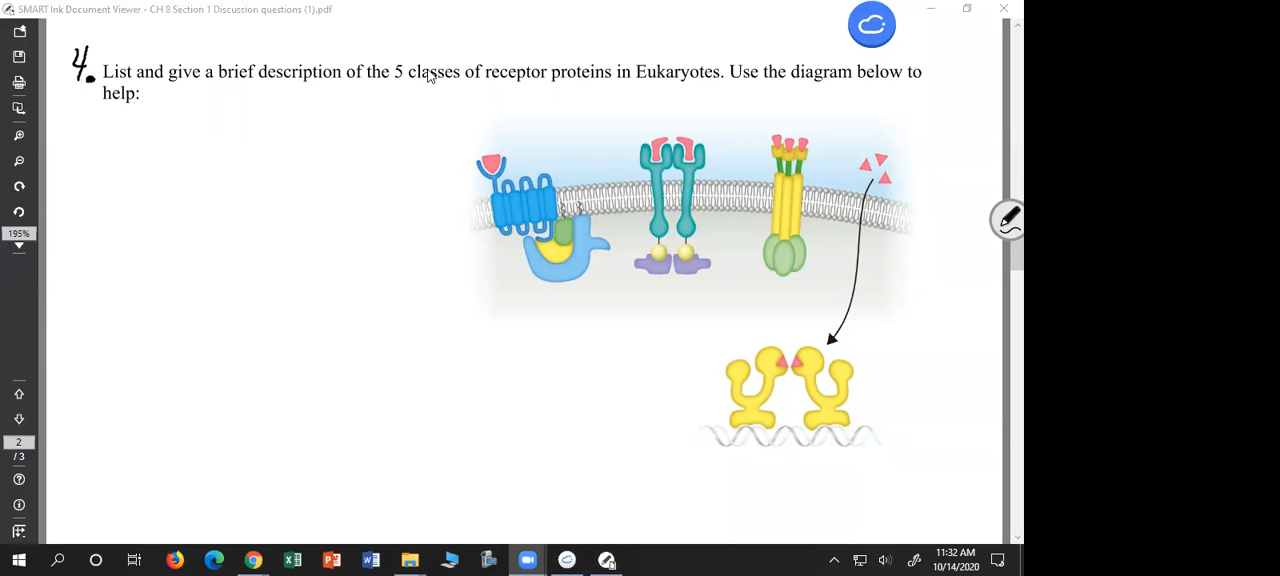 SMART Ink Document Viewer - CH 8 Section 1 Discussion questions (1).pdf
4. List and give a brief description of the 5 classes of receptor proteins in Eukaryotes. Use the diagram below to
help:
195%
2
/ 3
11:32 AM
10/14/2020